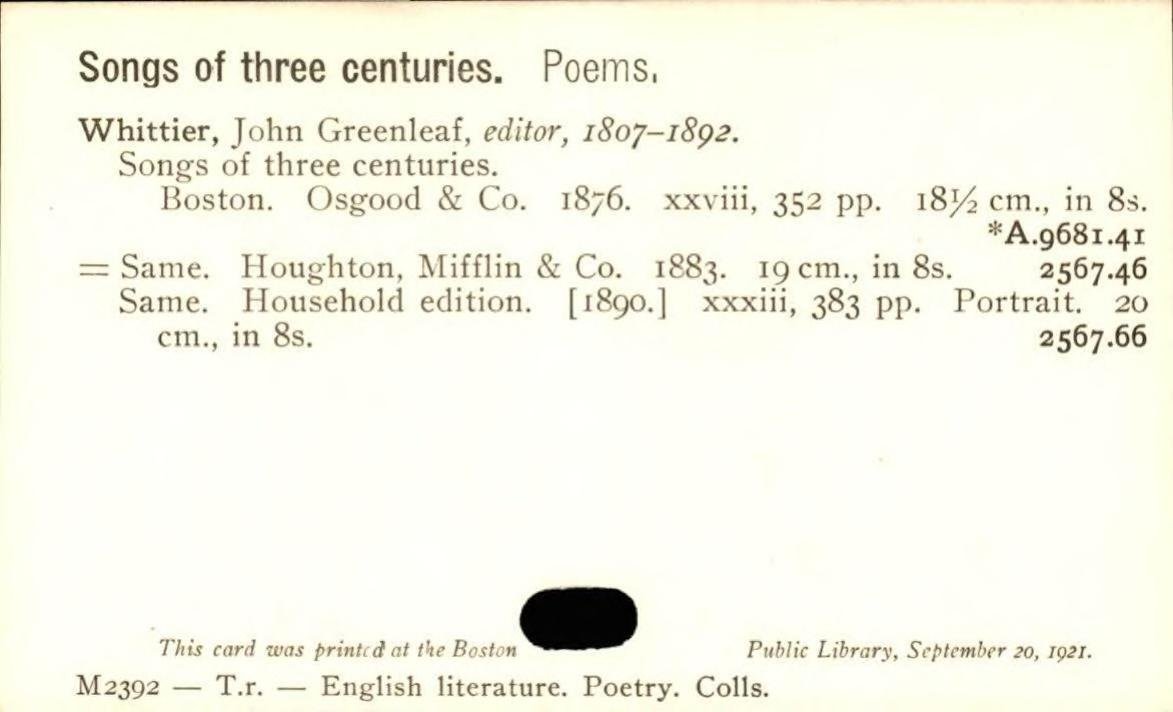 Songs of three centuries. Poems.
Whittier, John Greenleaf, editor, 1807–1892.
Songs of three centuries.
Boston. Osgood & Co. 1876. xxviii, 352 pp. 18½ cm., in 8s.
*A.9681.41
= Same. Houghton, Mifflin & Co. 1883. 19 cm., in 8s. 2567.46
Same. Household edition. [1890.] xxxiii, 383 pp. Portrait. 20
cm., in 8s. 2567.66
This card was printed at the Boston Public Library, September 20, 1921.
M2392 — T.r. — English literature. Poetry. Colls.